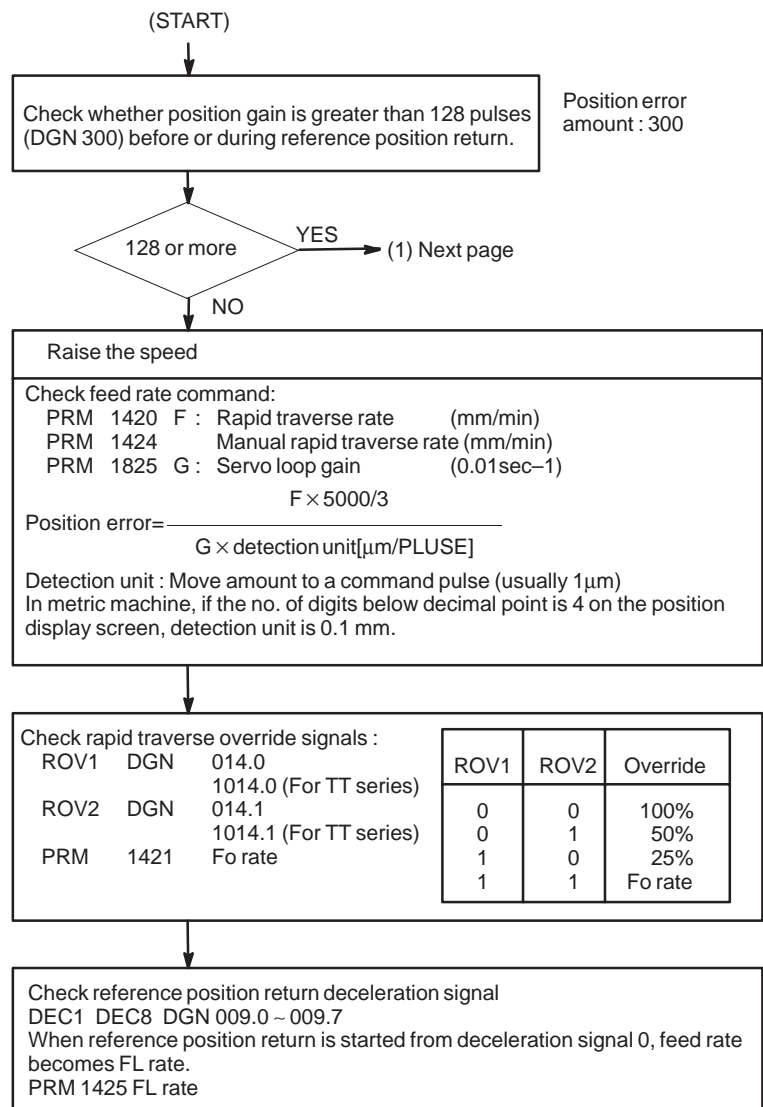 (START)
Check whether position gain is greater than 128 pulses
(DGN 300) before or during reference position return.
Position error
amount : 300
128 or more
YES
(1) Next page
NO
Raise the speed
Check feed rate command:
PRM 1420 F : Rapid traverse rate (mm/min)
PRM 1424 Manual rapid traverse rate (mm/min)
PRM 1825 G : Servo loop gain (0.01sec–1)
F × 5000/3
Position error=
G × detection unit[μm/PLUSE]
Detection unit : Move amount to a command pulse (usually 1μm)
In metric machine, if the no. of digits below decimal point is 4 on the position
display screen, detection unit is 0.1 mm.
Check rapid traverse override signals :
ROV1 DGN 014.0
1014.0 (For TT series)
ROV2 DGN 014.1
1014.1 (For TT series)
PRM 1421 Fo rate
ROV1 ROV2 Override
0 0 100%
0 1 50%
1 0 25%
1 1 Fo rate
Check reference position return deceleration signal
DEC1 DEC8 DGN 009.0 ~ 009.7
When reference position return is started from deceleration signal 0, feed rate
becomes FL rate.
PRM 1425 FL rate